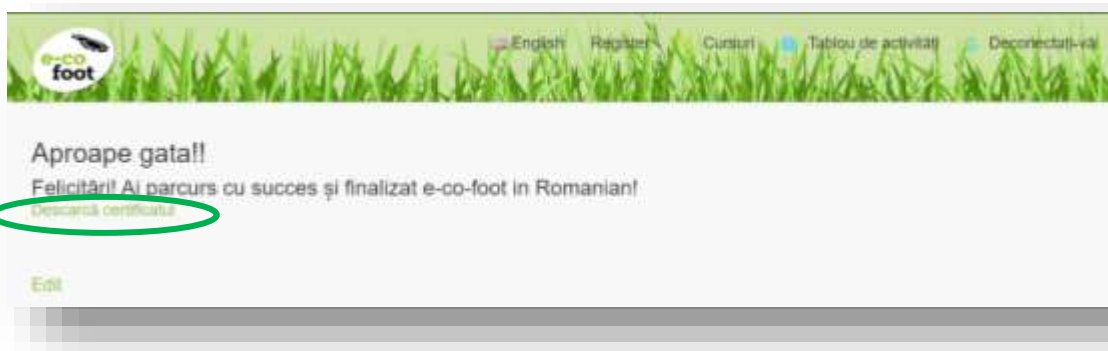 e-co
foot
English Register Cursuri Tablou de activități Deconectați-vă
Aproape gata!!
Felicitări! Ai parcurs cu succes și finalizat e-co-foot in Romanian!
Descarcă certificatul
Edit